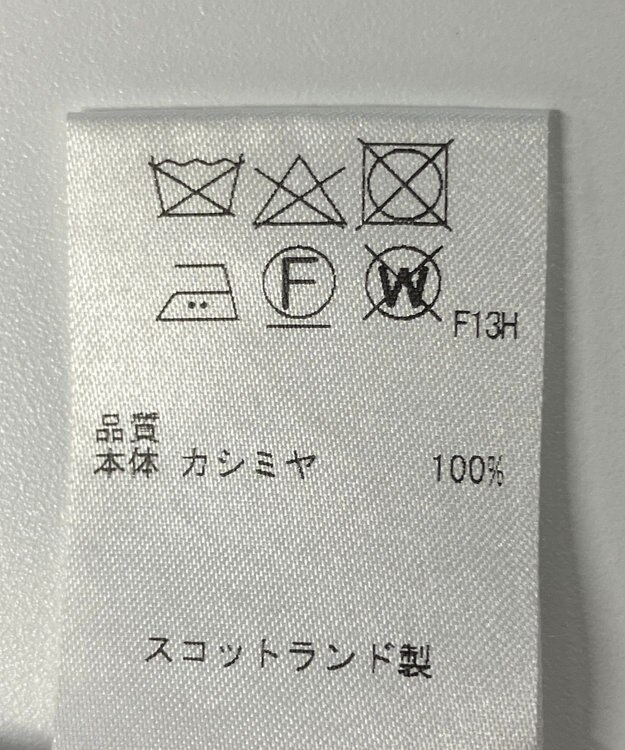 F
W
F13H
品質
本体 カシミヤ 100%
スコットランド製